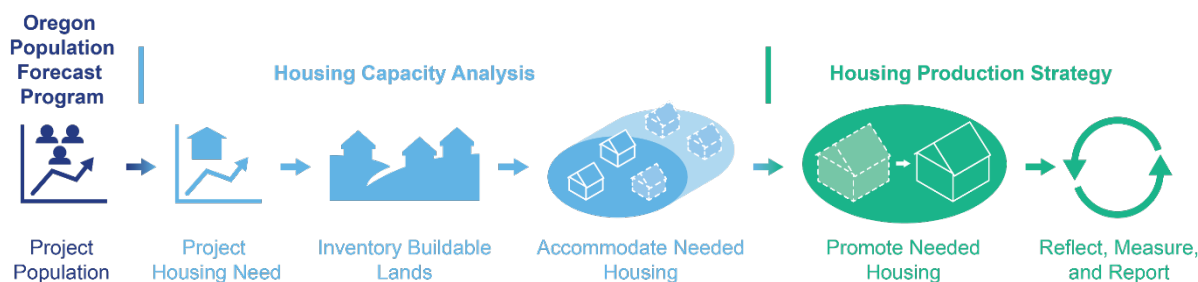 Oregon
Population
Forecast
Program
Housing Capacity Analysis
Housing Production Strategy
Project
Population
Project
Housing Need
Inventory Buildable
Lands
Accommodate Needed
Housing
Promote Needed
Housing
Reflect, Measure,
and Report